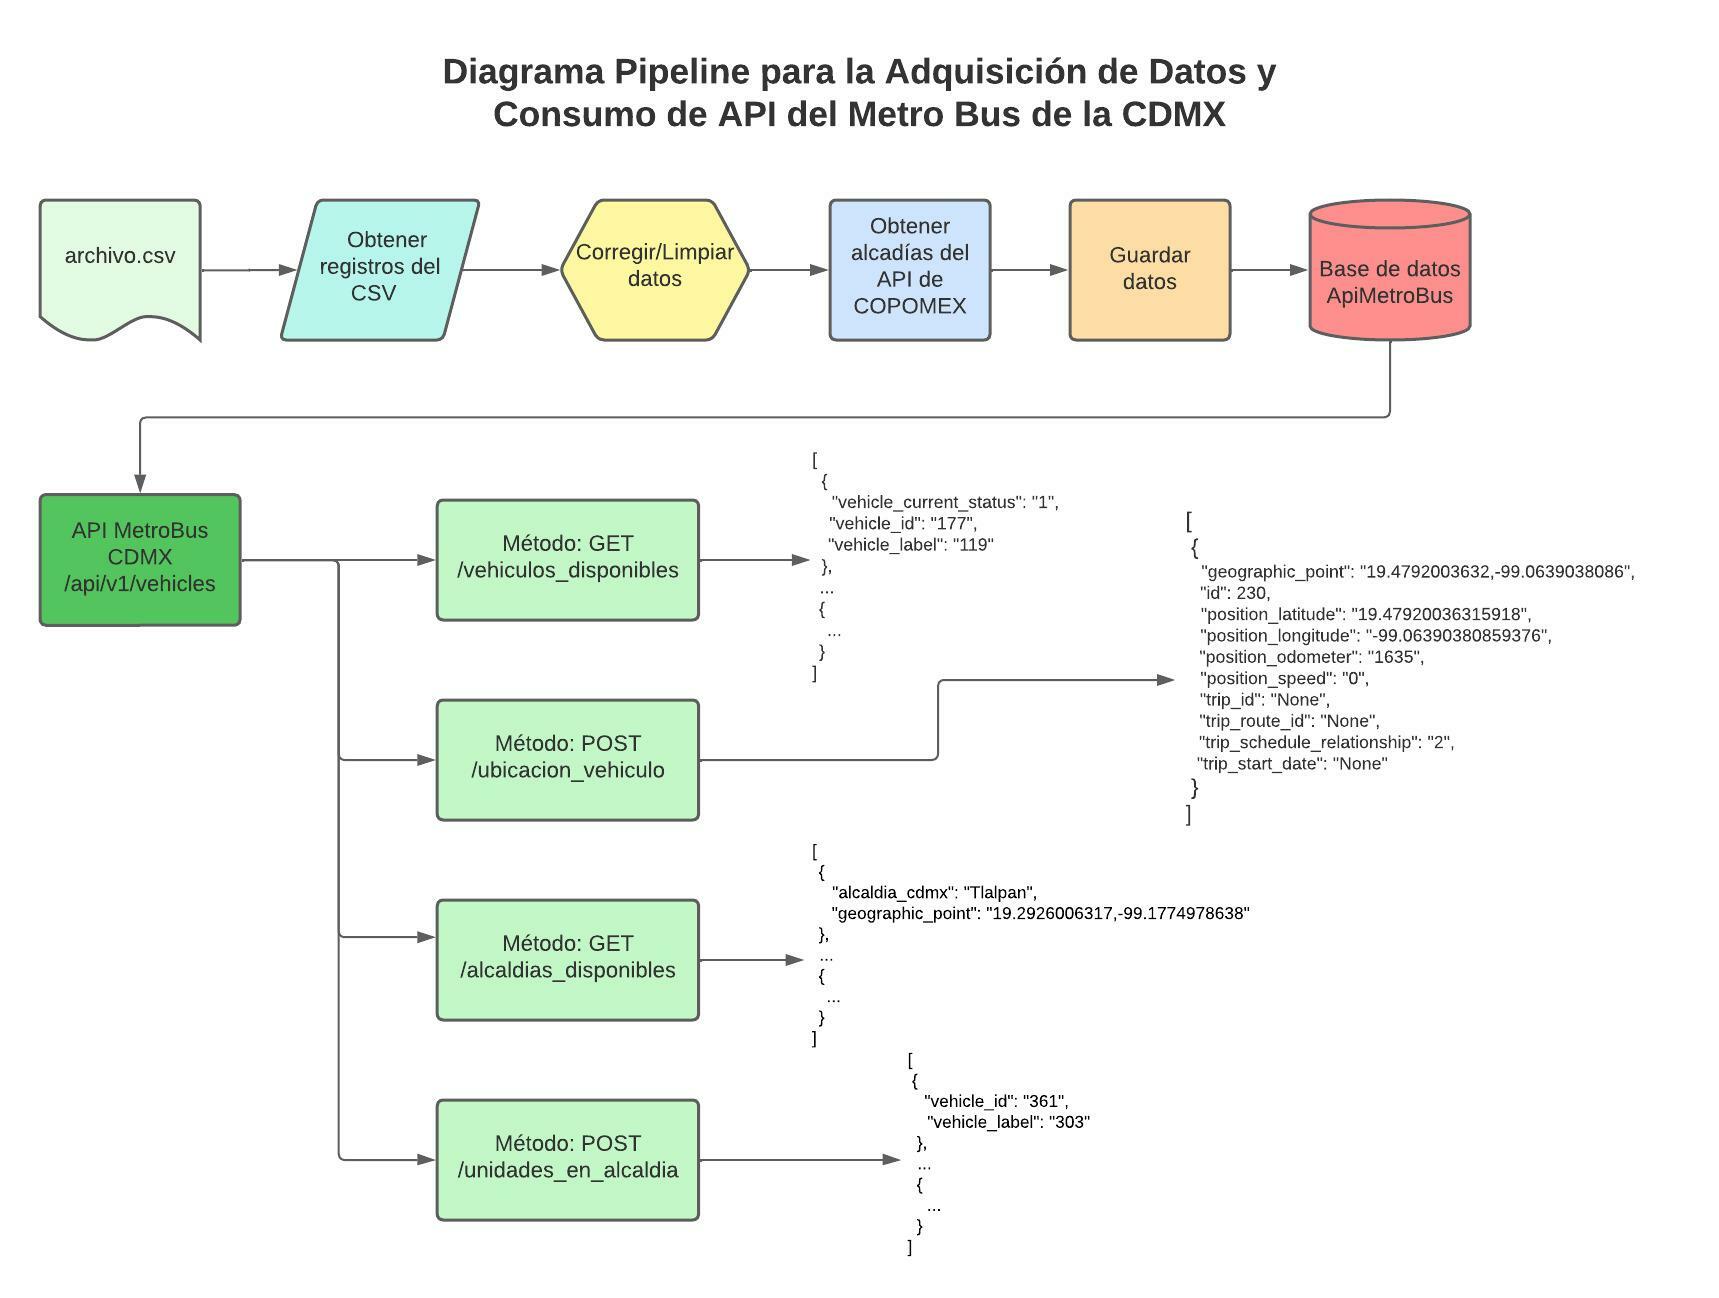 Diagrama Pipeline para la Adquisición de Datos y
Consumo de API del Metro Bus de la CDMX
archivo.csv
Obtener
registros del
CSV
Corregir/Limpiar
datos
Obtener
alcadías del
API de
COPOMEX
Guardar
datos
Base de datos
ApiMetroBus
API MetroBus
CDMX
/api/v1/vehicles
Método: GET
/vehiculos_disponibles
[
{
"vehicle_current_status": "1",
"vehicle_id": "177",
"vehicle_label": "119"
},
...
{
...
}
]
Método: POST
/ubicacion_vehiculo
[
{
"geographic_point": "19.4792003632,-99.0639038086",
"id": 230,
"position_latitude": "19.47920036315918",
"position_longitude": "-99.06390380859376",
"position_odometer": "1635",
"position_speed": "0",
"trip_id": "None",
"trip_route_id": "None",
"trip_schedule_relationship": "2",
"trip_start_date": "None"
}
]
Método: GET
/alcaldias_disponibles
[
{
"alcaldia_cdmx": "Tlalpan",
"geographic_point": "19.2926006317,-99.1774978638"
},
...
{
...
}
]
Método: POST
/unidades_en_alcaldia
[
{
"vehicle_id": "361",
"vehicle_label": "303"
},
...
{
...
}
]